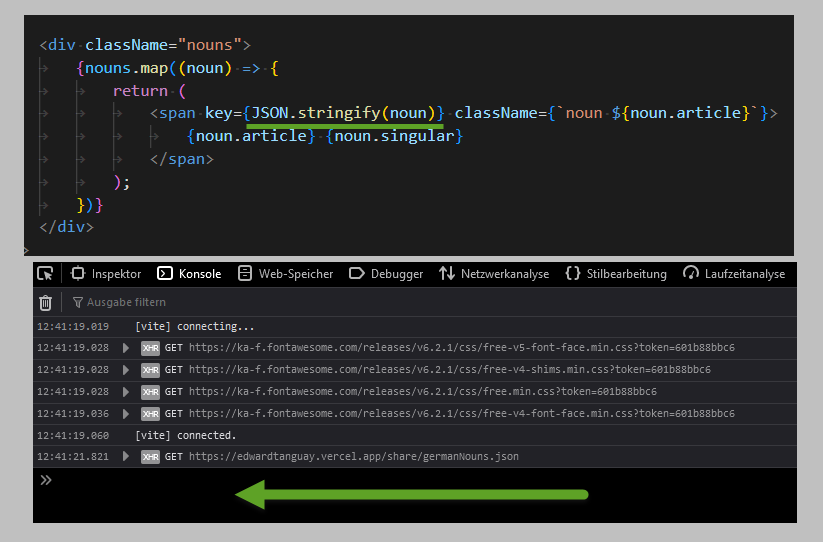 <div className="nouns">
{nouns.map((noun) => {
return (
<span key={JSON.stringify(noun)} className={`noun ${noun.article}`}>
{noun.article} {noun.singular}
</span>
);
})}
</div>
Inspektor Konsole Web-Speicher Debugger Netzwerkanalyse Stilbearbeitung Laufzeitanalyse
Ausgabe filtern
12:41:19.019 [vite] connecting...
12:41:19.028 XHR GET https://ka-f.fontawesome.com/releases/v6.2.1/css/free-v5-font-face.min.css?token=601b88bbc6
12:41:19.028 XHR GET https://ka-f.fontawesome.com/releases/v6.2.1/css/free-v4-shims.min.css?token=601b88bbc6
12:41:19.028 XHR GET https://ka-f.fontawesome.com/releases/v6.2.1/css/free.min.css?token=601b88bbc6
12:41:19.036 XHR GET https://ka-f.fontawesome.com/releases/v6.2.1/css/free-v4-font-face.min.css?token=601b88bbc6
12:41:19.060 [vite] connected.
12:41:21.821 XHR GET https://edwardtanguay.vercel.app/share/germanNouns.json